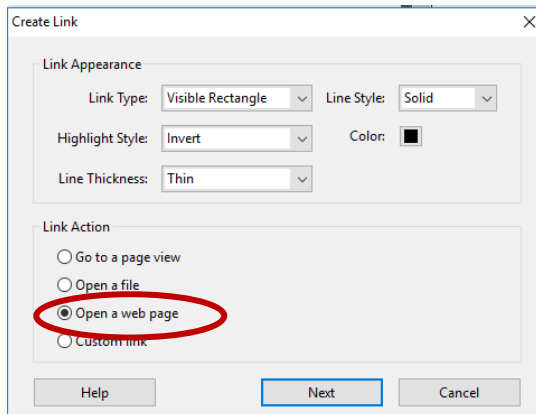 Create Link
Link Appearance
Link Type: Visible Rectangle Line Style: Solid
Highlight Style: Invert Color:
Line Thickness: Thin
Link Action
Go to a page view
Open a file
Open a web page
Custom link
Help Next Cancel